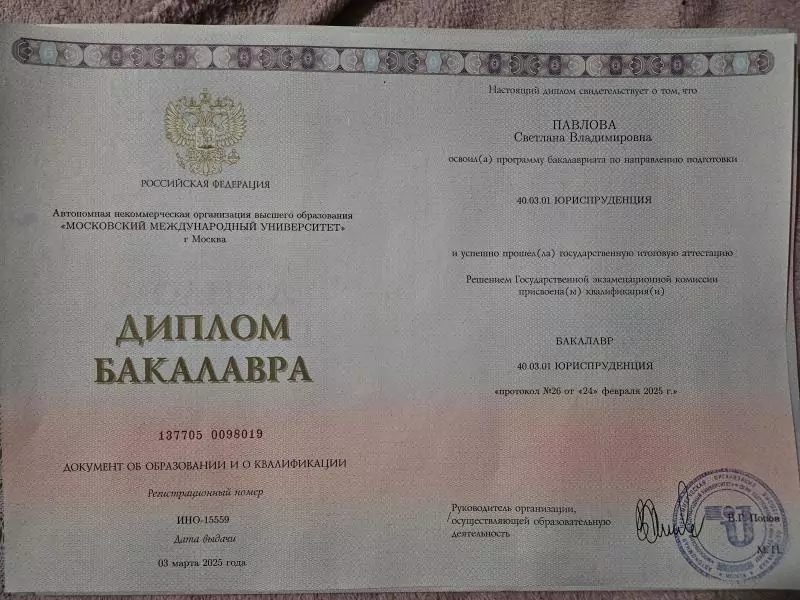 РОССИЙСКАЯ ФЕДЕРАЦИЯ
Автономная некоммерческая организация высшего образования
«МОСКОВСКИЙ МЕЖДУНАРОДНЫЙ УНИВЕРСИТЕТ»
г Москва
ДИПЛОМ
БАКАЛАВРА
137705 0098019
ДОКУМЕНТ ОБ ОБРАЗОВАНИИ И О КВАЛИФИКАЦИИ
Регистрационный номер
ИНО-15559
Дата выдачи
03 марта 2025 года
Настоящий диплом свидетельствует о том, что
ПАВЛОВА
Светлана Владимировна
освоил(а) программу бакалавриата по направлению подготовки
40.03.01 ЮРИСПРУДЕНЦИЯ
и успешно прошел(ла) государственную итоговую аттестацию
Решением Государственной экзаменационной комиссии
присвоена(ы) квалификация(и)
БАКАЛАВР
40.03.01 ЮРИСПРУДЕНЦИЯ
«протокол №26 от «24» февраля 2025 г.»
Руководитель организации,
осуществляющей образовательную
деятельность
В.Г. Попов
М.П.